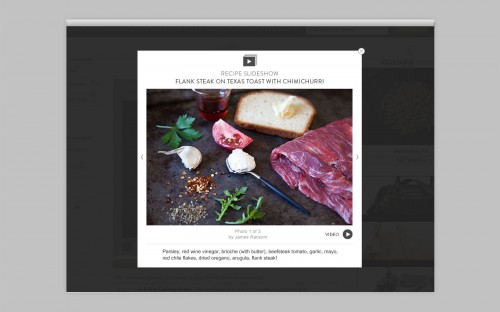 RECIPE SLIDESHOW
FLANK STEAK ON TEXAS TOAST WITH CHIMICHURRI
Photo 1 of 3
by James Ransom
VIDEO
Parsley, red wine vinegar, brioche (with butter), beefsteak tomato, garlic, mayo,
red chile flakes, dried oregano, arugula, flank steak!